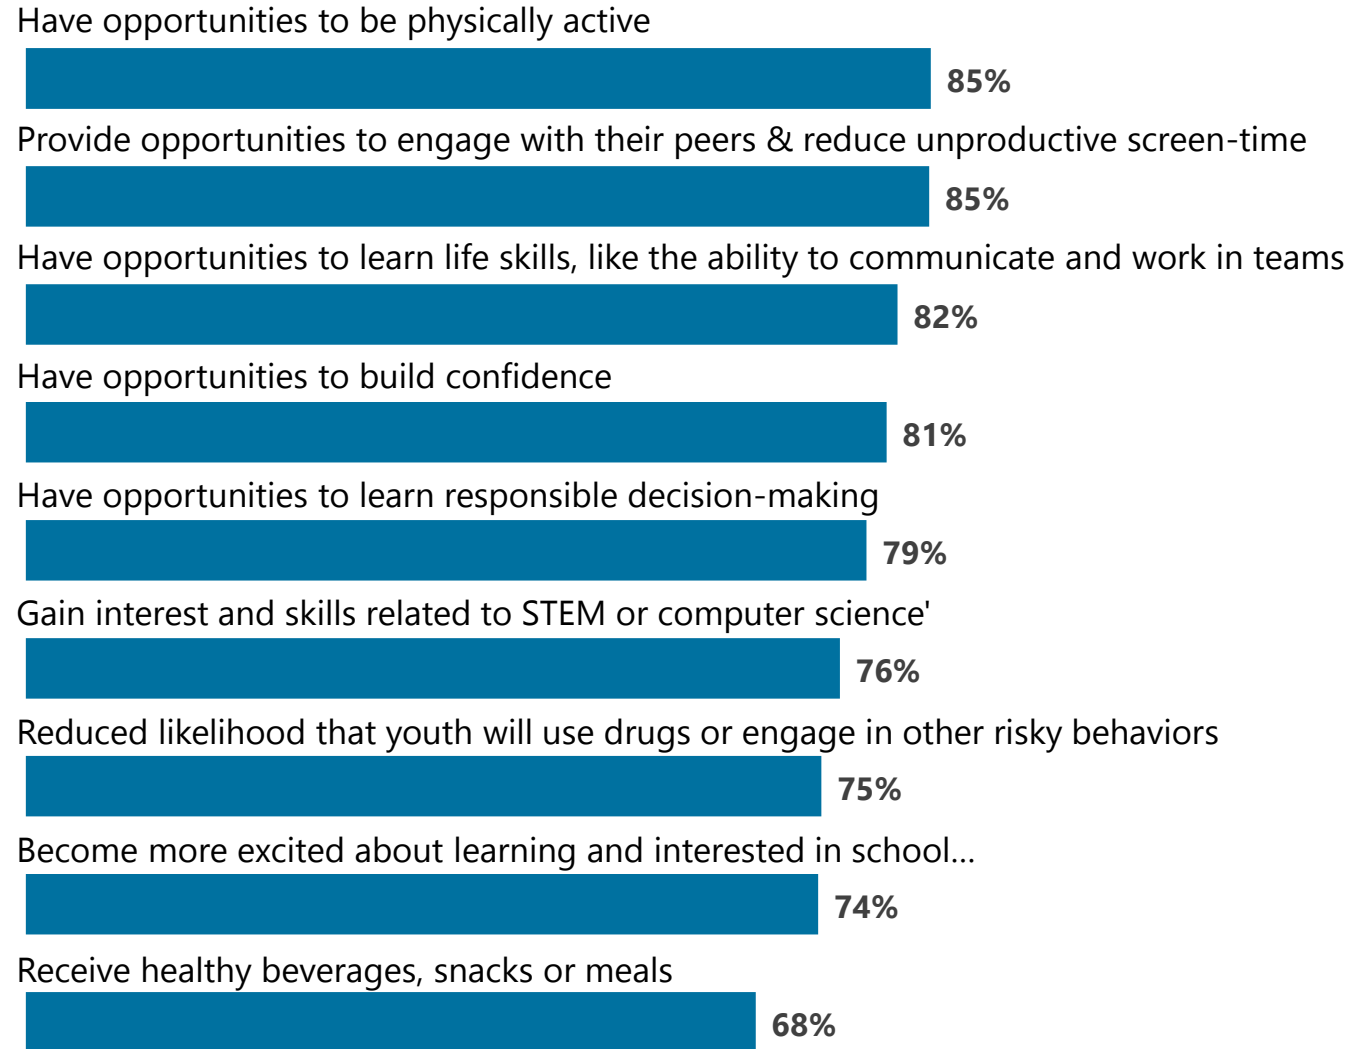 Have opportunities to be physically active
85%
Provide opportunities to engage with their peers & reduce unproductive screen-time
85%
Have opportunities to learn life skills, like the ability to communicate and work in teams
82%
Have opportunities to build confidence
81%
Have opportunities to learn responsible decision-making
79%
Gain interest and skills related to STEM or computer science'
76%
Reduced likelihood that youth will use drugs or engage in other risky behaviors
75%
Become more excited about learning and interested in school...
74%
Receive healthy beverages, snacks or meals
68%